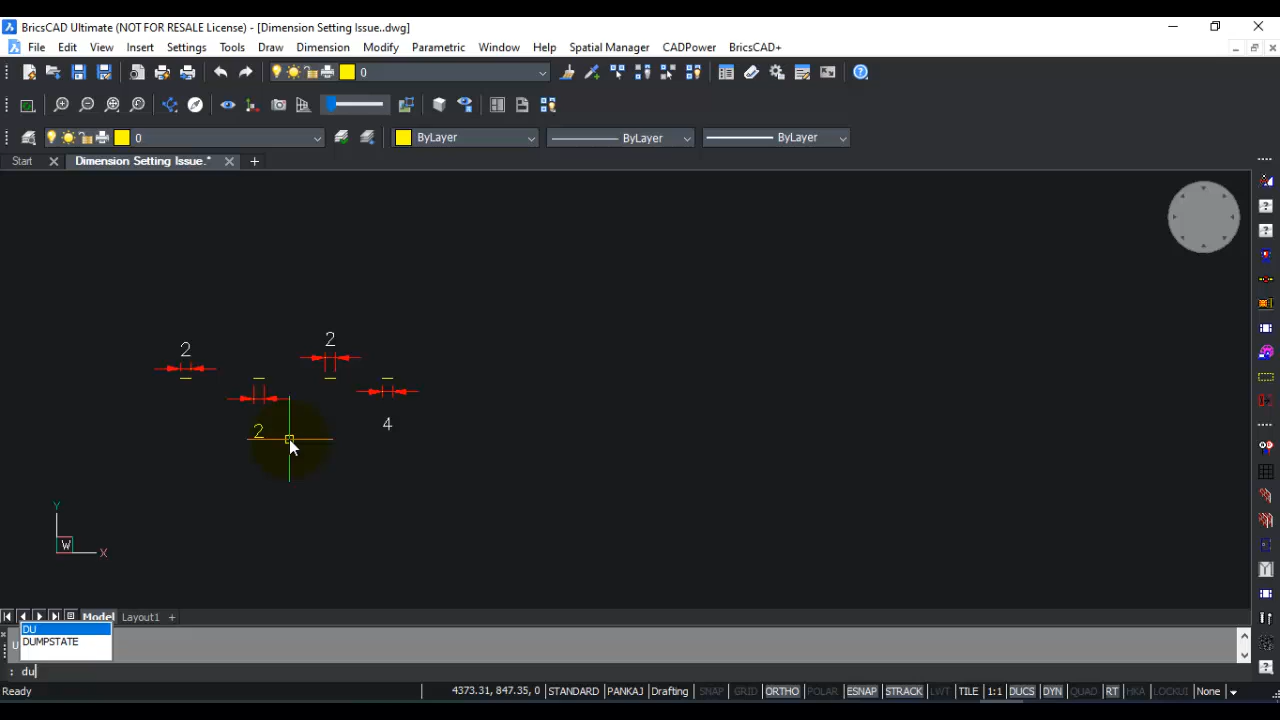 BricsCAD Ultimate (NOT FOR RESALE License) - [Dimension Setting Issue..dwg]
File Edit View Insert Settings Tools Draw Dimension Modify Parametric Window Help Spatial Manager CADPower BricsCAD+
0
0 ByLayer ByLayer ByLayer
Start Dimension Setting Issue.*
2
2
2
4
Y
W
X
Model Layout1
DU
DUMPSTATE
U
: du
Ready 4373.31, 847.35, 0 STANDARD PANKAJ Drafting SNAP GRID ORTHO POLAR ESNAP STRACK LWT TILE 1:1 DUCS DYN QUAD RT HKA LOCKUI None